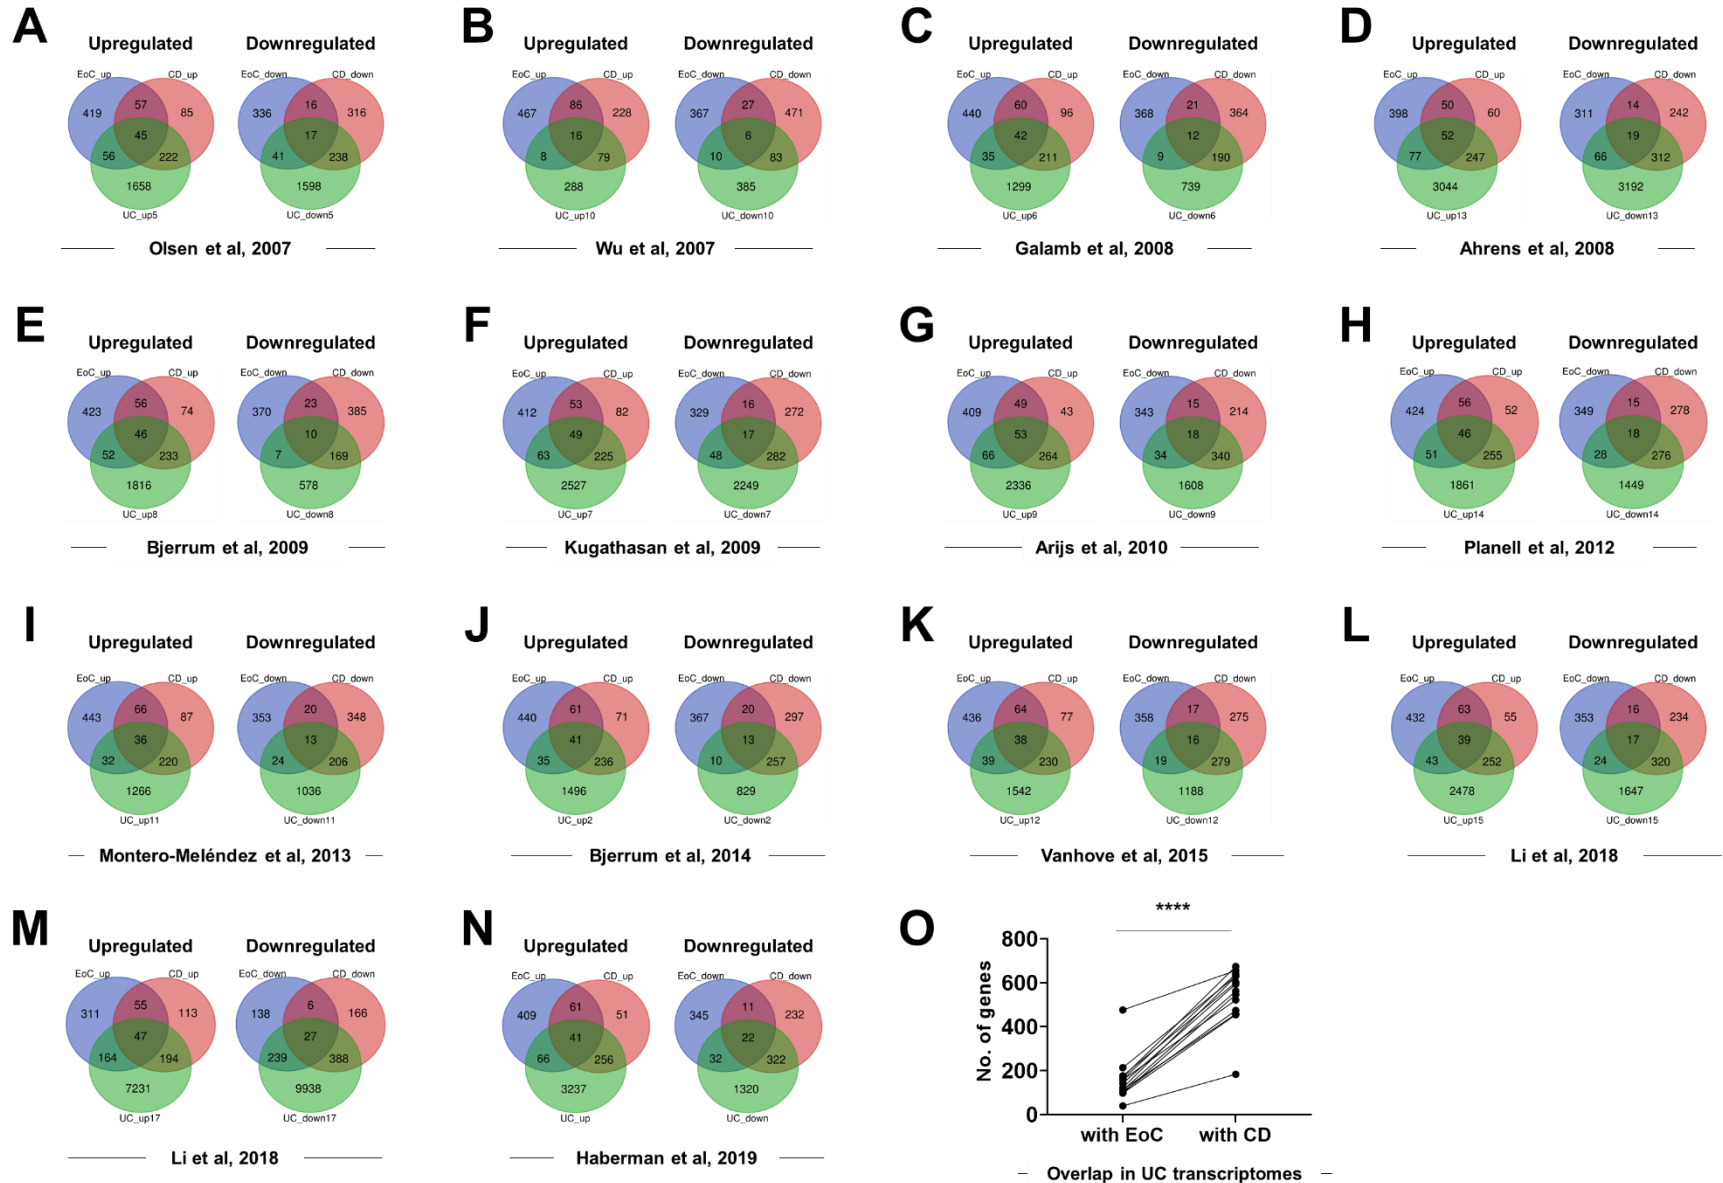 A
Upregulated Downregulated
EoC_up CD_up EoC_down CD_down
419 57 85 336 16 316
45 17
56 222 41 238
1658 1598
UC_up5 UC_down5
Olsen et al, 2007
B
Upregulated Downregulated
EoC_up CD_up EoC_down CD_down
467 86 228 367 27 471
16 6
8 79 10 83
288 385
UC_up10 UC_down10
Wu et al, 2007
C
Upregulated Downregulated
EoC_up CD_up EoC_down CD_down
440 60 96 368 21 364
42 12
35 211 9 190
1299 739
UC_up6 UC_down6
Galamb et al, 2008
D
Upregulated Downregulated
EoC_up CD_up EoC_down CD_down
398 50 60 311 14 242
52 19
77 247 66 312
3044 3192
UC_up13 UC_down13
Ahrens et al, 2008
E
Upregulated Downregulated
EoC_up CD_up EoC_down CD_down
423 56 74 370 23 385
46 10
52 233 7 169
1816 578
UC_up8 UC_down8
Bjerrum et al, 2009
F
Upregulated Downregulated
EoC_up CD_up EoC_down CD_down
412 53 82 329 16 272
49 17
63 225 48 282
2527 2249
UC_up7 UC_down7
Kugathasan et al, 2009
G
Upregulated Downregulated
EoC_up CD_up EoC_down CD_down
409 49 43 343 15 214
53 18
66 264 34 340
2336 1608
UC_up9 UC_down9
Arijs et al, 2010
H
Upregulated Downregulated
EoC_up CD_up EoC_down CD_down
424 56 52 349 15 278
46 18
51 255 28 276
1861 1449
UC_up14 UC_down14
Planell et al, 2012
I
Upregulated Downregulated
EoC_up CD_up EoC_down CD_down
443 66 87 353 20 348
36 13
32 220 24 206
1266 1036
UC_up11 UC_down11
Montero-Meléndez et al, 2013
J
Upregulated Downregulated
EoC_up CD_up EoC_down CD_down
440 61 71 367 20 297
41 13
35 236 10 257
1496 829
UC_up2 UC_down2
Bjerrum et al, 2014
K
Upregulated Downregulated
EoC_up CD_up EoC_down CD_down
436 64 77 358 17 275
38 16
39 230 19 279
1542 1188
UC_up12 UC_down12
Vanhove et al, 2015
L
Upregulated Downregulated
EoC_up CD_up EoC_down CD_down
432 63 55 353 16 234
39 17
43 252 24 320
2478 1647
UC_up15 UC_down15
Li et al, 2018
M
Upregulated Downregulated
EoC_up CD_up EoC_down CD_down
311 55 113 138 6 166
47 27
164 194 239 388
7231 9938
UC_up17 UC_down17
Li et al, 2018
N
Upregulated Downregulated
EoC_up CD_up EoC_down CD_down
409 61 51 345 11 232
41 22
66 256 32 322
3237 1320
UC_up UC_down
Haberman et al, 2019
O
****
No. of genes
800
600
400
200
0
with EoC with CD
Overlap in UC transcriptomes